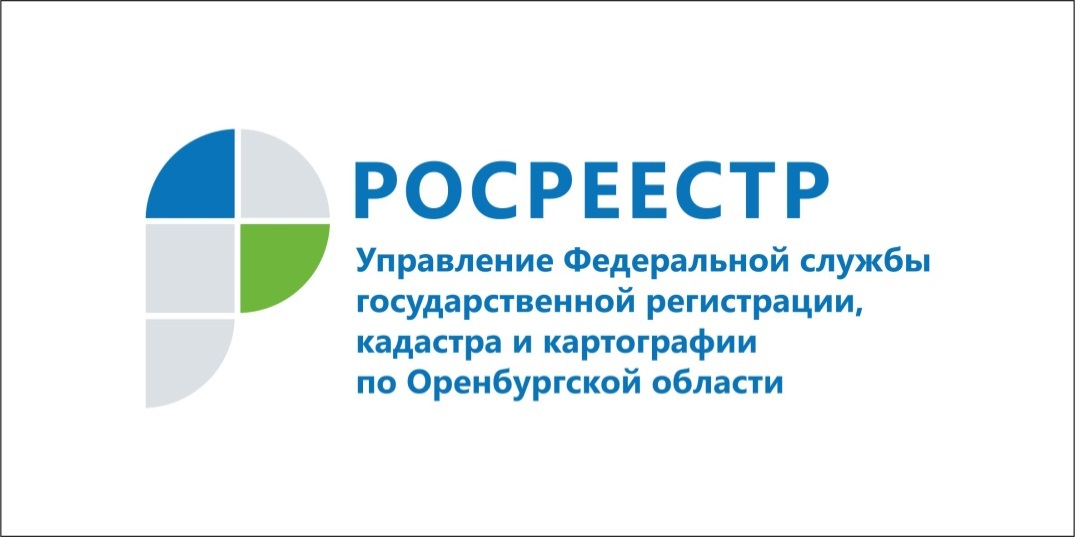 РОСРЕЕСТР
Управление Федеральной службы
государственной регистрации,
кадастра и картографии
по Оренбургской области